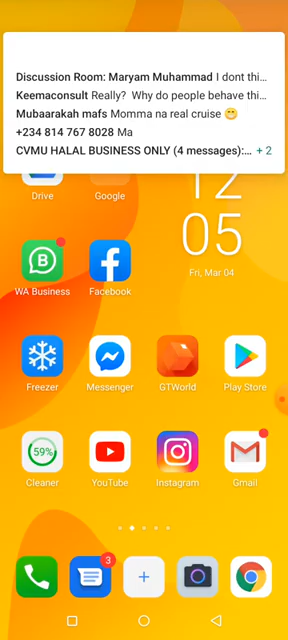 Discussion Room: Maryam Muhammad I dont thi...
Keemaconsult Really? Why do people behave thi...
Mubaarakah mafs Momma na real cruise 😁
+234 814 767 8028 Ma
CVMU HALAL BUSINESS ONLY (4 messages):... + 2
Drive
Google
12
05
Fri, Mar 04
B
WA Business
Facebook
Freezer
Messenger
GTWorld
Play Store
59%
Cleaner
YouTube
Instagram
Gmail
3